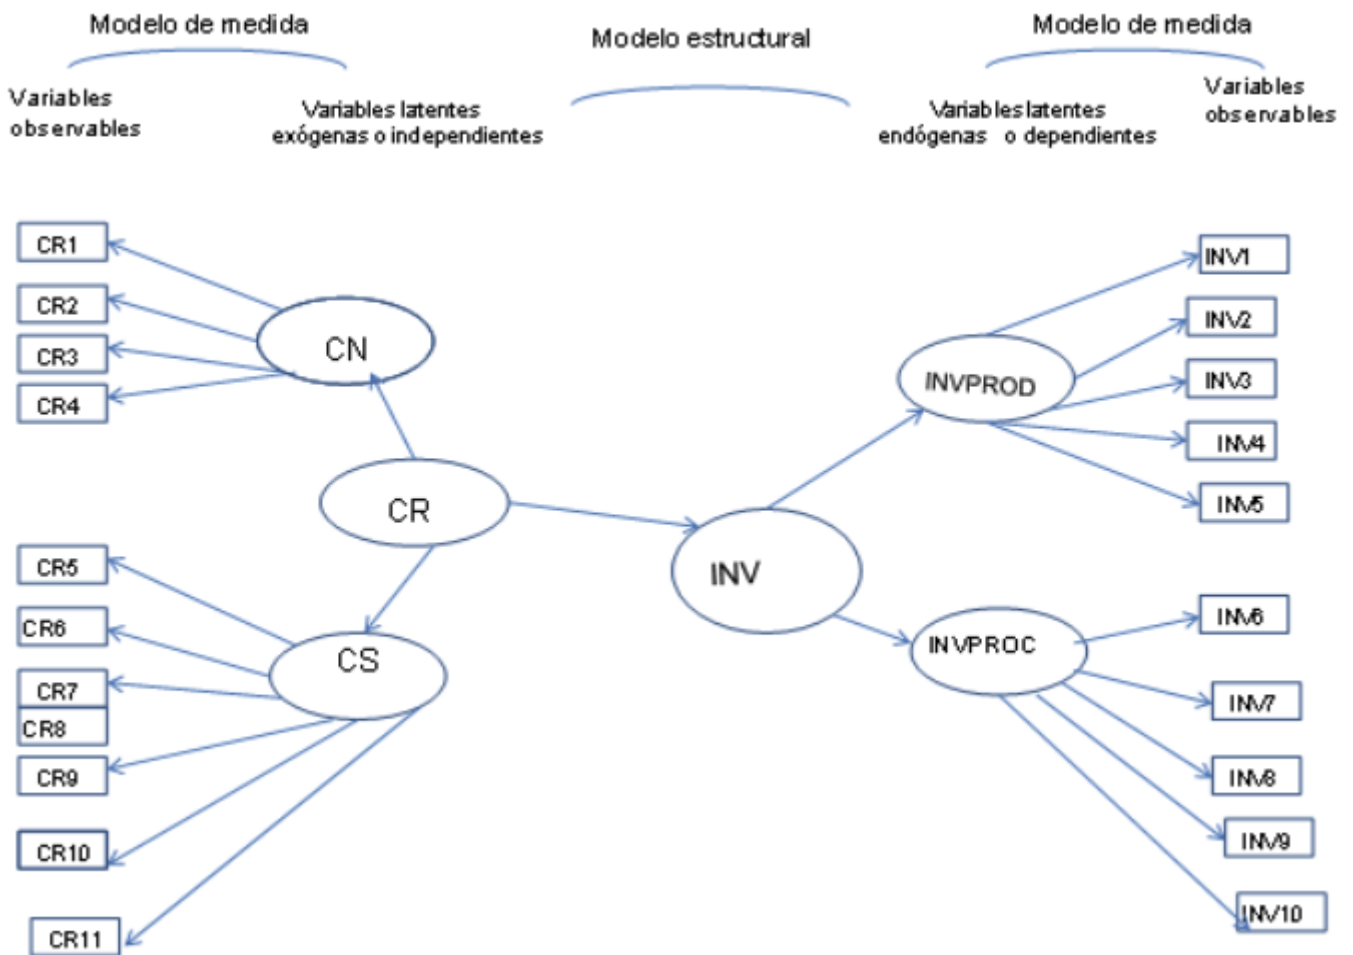 Modelo de medida
Modelo estructural
Modelo de medida
Variables
observables
Variables latentes
exógenas o independientes
Variables latentes
endógenas o dependientes
Variables
observables
CR1
CR2
CR3
CR4
CN
CR
CR5
CR6
CR7
CR8
CR9
CR10
CR11
CS
INV
INVPROD
INVPROC
INV1
INV2
INV3
INV4
INV5
INV6
INV7
INV8
INV9
INV10